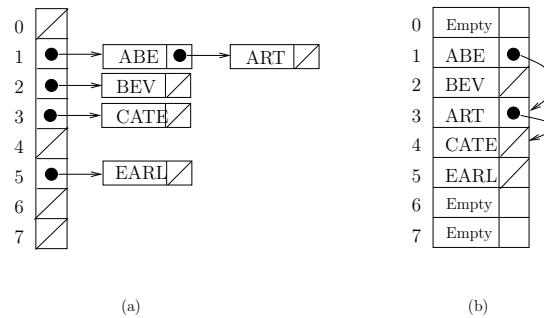 0
1 ABE ART
2 BEV
3 CATE
4
5 EARL
6
7
(a)
0 Empty
1 ABE
2 BEV
3 ART
4 CATE
5 EARL
6 Empty
7 Empty
(b)